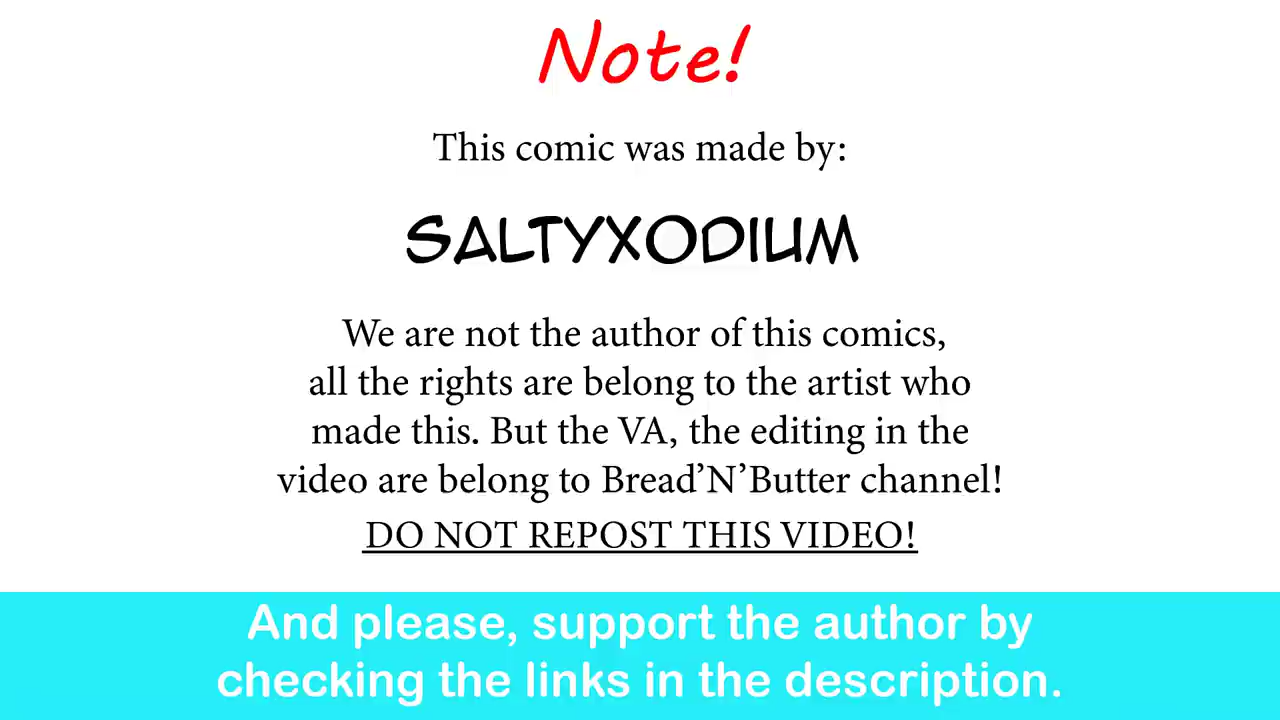 Note!
This comic was made by:
SALTYXODIUM
We are not the author of this comics,
all the rights are belong to the artist who
made this. But the VA, the editing in the
video are belong to Bread’N’Butter channel!
DO NOT REPOST THIS VIDEO!
And please, support the author by
checking the links in the description.